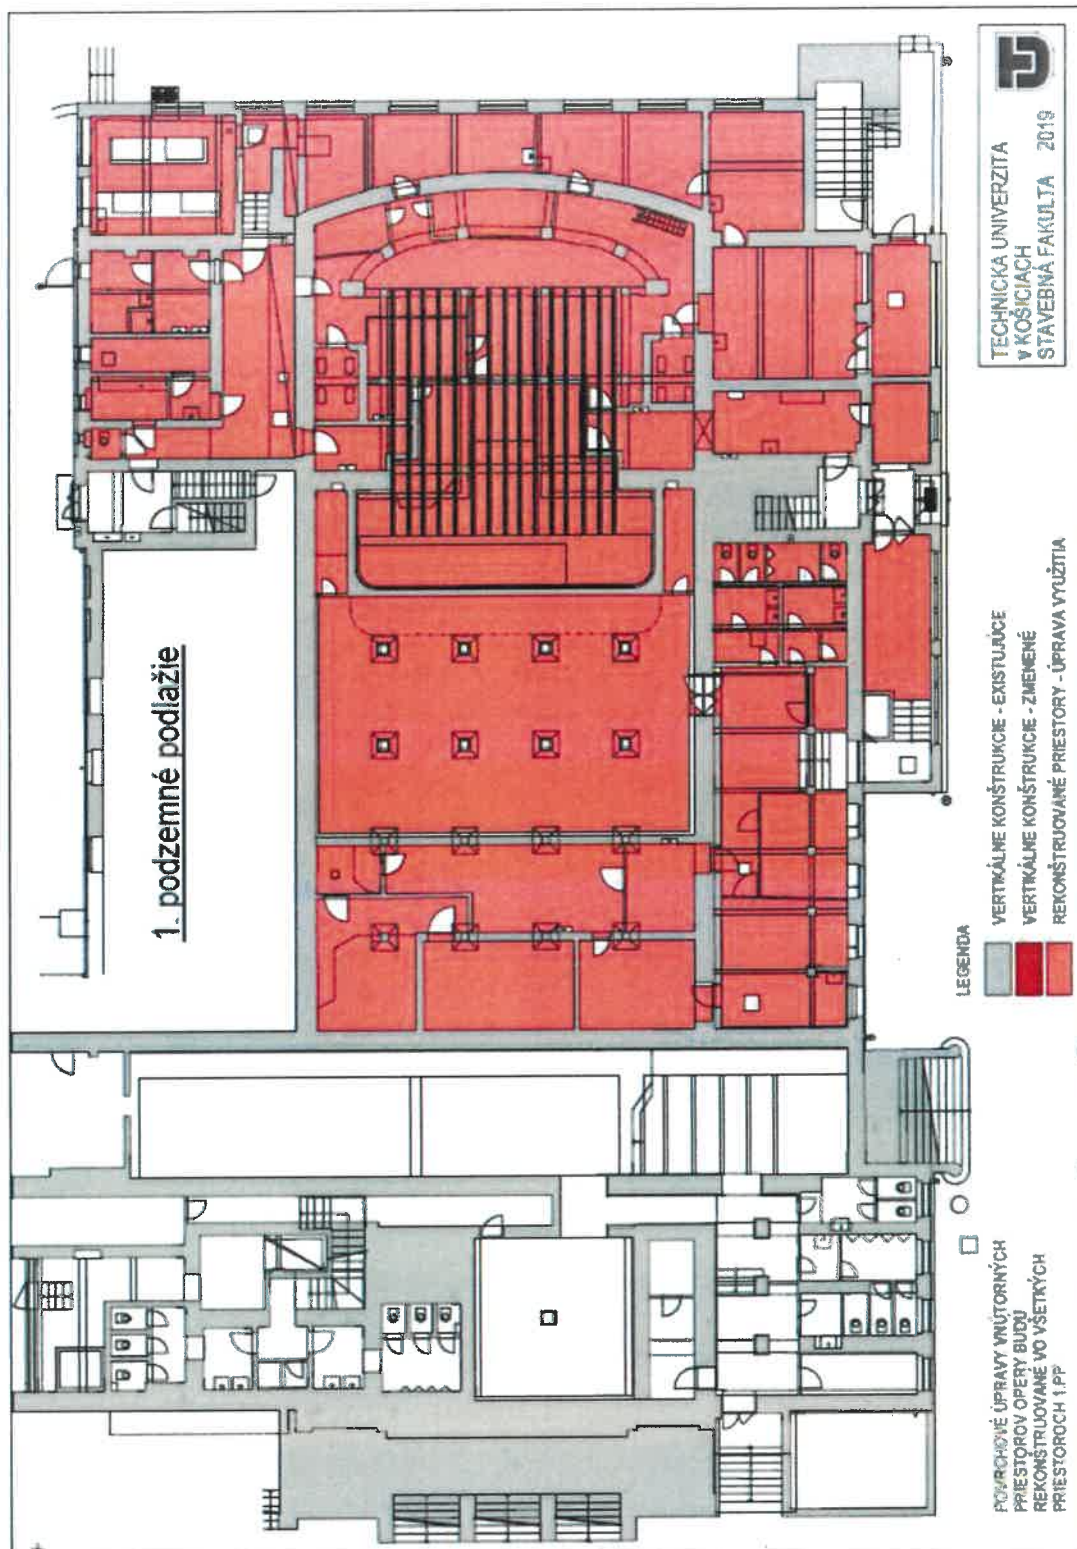 1. podzemné podlažie
TECHNICKÁ UNIVERZITA
V KOŠICIACH
STAVEBNÁ FAKULTA 2019
LEGENDA
VERTIKÁLNE KONŠTRUKCIE - EXISTUJÚCE
VERTIKÁLNE KONŠTRUKCIE - ZMENENÉ
REKONŠTRUOVANÉ PRIESTORY - ÚPRAVA VYUŽITIA
POVRCHOVÉ ÚPRAVY VNÚTORNÝCH
PRIESTOROV OPERY BUDÚ
REKONŠTRUOVANÉ VO VŠETKÝCH
PRIESTOROCH 1.PP